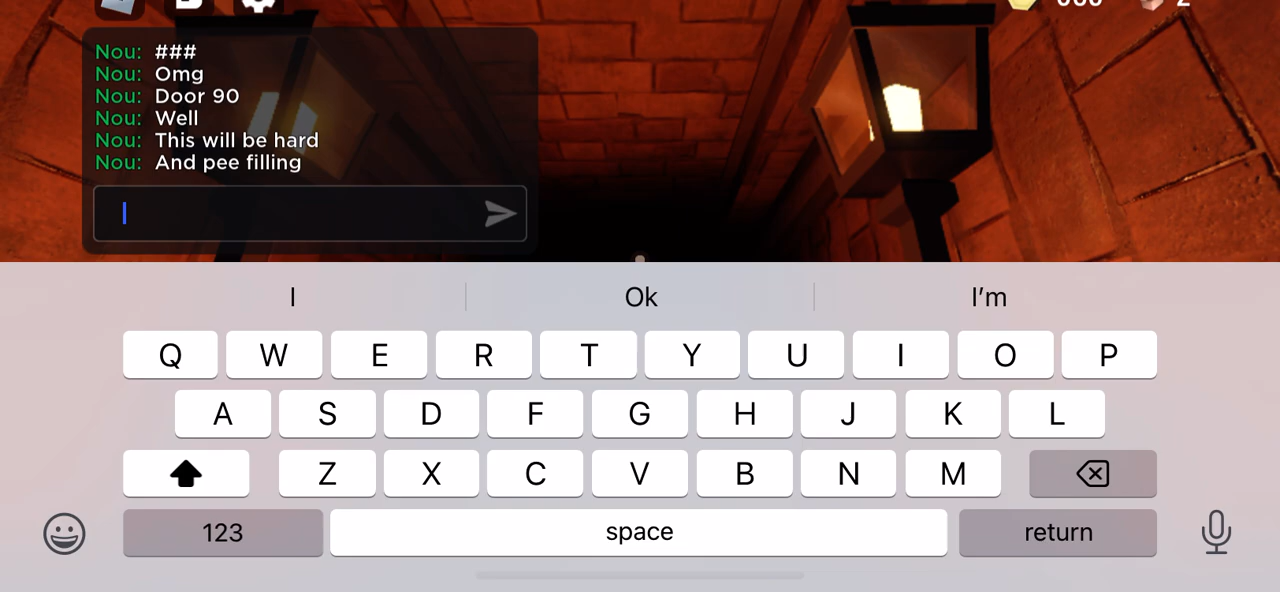 Nou: ###
Nou: Omg
Nou: Door 90
Nou: Well
Nou: This will be hard
Nou: And pee filling
I Ok I’m
Q W E R T Y U I O P
A S D F G H J K L
Z X C V B N M
123 space return